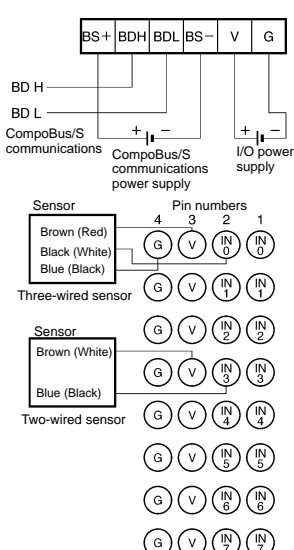 BS+ BDH BDL BS− V G
BD H
BD L
CompoBus/S
communications
+ −
CompoBus/S
communications
power supply
+ −
I/O power
supply
Sensor
Pin numbers
4 3 2 1
Brown (Red)
Black (White)
Blue (Black)
G V IN 0 IN 0
Three-wired sensor
G V IN 1 IN 1
Sensor
G V IN 2 IN 2
Brown (White)
G V IN 3 IN 3
Blue (Black)
Two-wired sensor
G V IN 4 IN 4
G V IN 5 IN 5
G V IN 6 IN 6
G V IN 7 IN 7